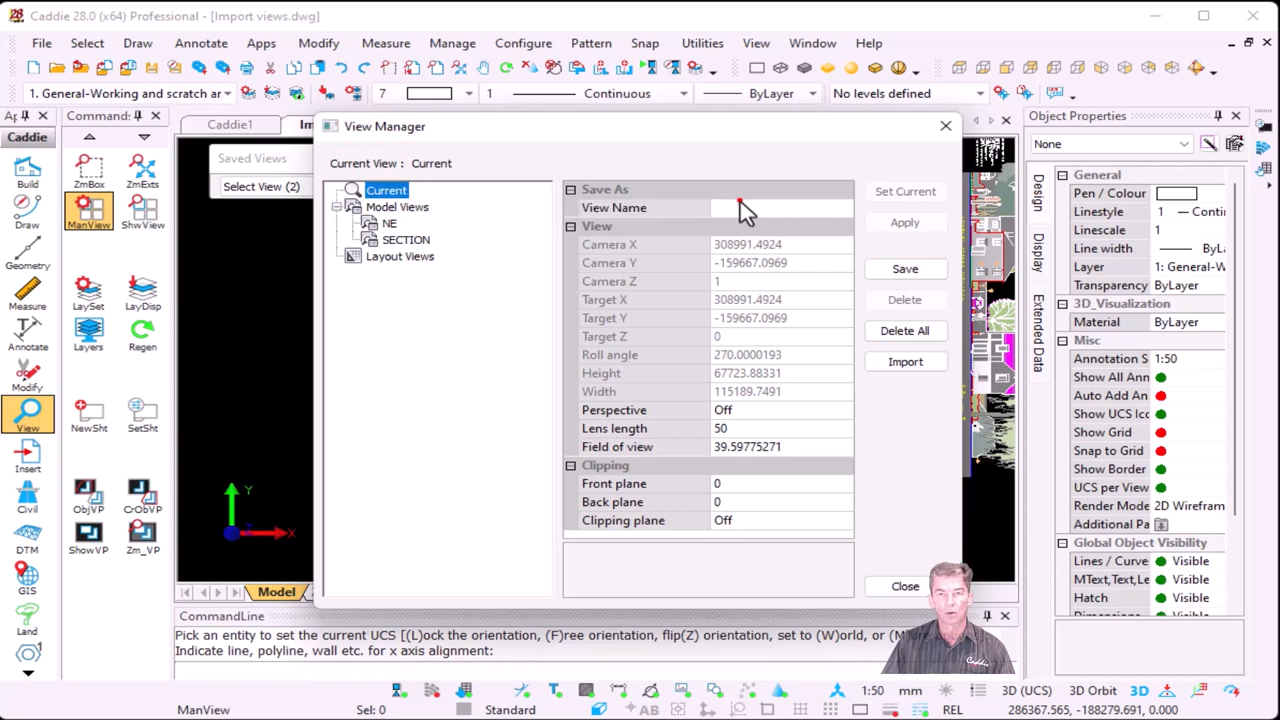 Caddie 28.0 (x64) Professional - [Import views.dwg]
File Select Draw Annotate Apps Modify Measure Manage Configure Pattern Snap Utilities View Window Help
1. General-Working and scratch ar 7 1 Continuous ByLayer No levels defined
Command:
Caddie
Build
Draw
Geometry
Measure
Annotate
Modify
View
Insert
Civil
DTM
GIS
Land
ZmBox ZmExts
ManView ShwView
LaySet LayDisp
Layers Regen
NewSht SetSht
ObjVP CrObVP
ShowVP Zm_VP
Caddie1
Saved Views
Select View (2)
Y
X
Model
View Manager
Current View : Current
Current
Model Views
NE
SECTION
Layout Views
Save As
View Name
View
Camera X 308991.4924
Camera Y -159667.0969
Camera Z 1
Target X 308991.4924
Target Y -159667.0969
Target Z 0
Roll angle 270.0000193
Height 67723.88331
Width 115189.7491
Perspective Off
Lens length 50
Field of view 39.59775271
Clipping
Front plane 0
Back plane 0
Clipping plane Off
Set Current
Apply
Save
Delete
Delete All
Import
Close
Object Properties
None
Design
Display
Extended Data
General
Pen / Colour
Linestyle 1 Contin
Linescale 1
Line width ByLayer
Layer 1: General-W
Transparency ByLayer
3D_Visualization
Material ByLayer
Misc
Annotation S 1:50
Show All Ann
Auto Add An
Show UCS Ico
Show Grid
Snap to Grid
Show Border
UCS per View
Render Mode 2D Wirefram
Additional Pa
Global Object Visibility
Lines / Curve Visible
MText,Text,Le Visible
Hatch Visible
Visible
CommandLine
Pick an entity to set the current UCS [(L)ock the orientation, (F)ree orientation, flip(Z) orientation, set to (W)orld, or (M)
Indicate line, polyline, wall etc. for x axis alignment:
Caddie
1:50 mm 3D (UCS) 3D Orbit 3D
ManView Sel: 0 Standard AB REL 286367.565, -188279.691, 0.000